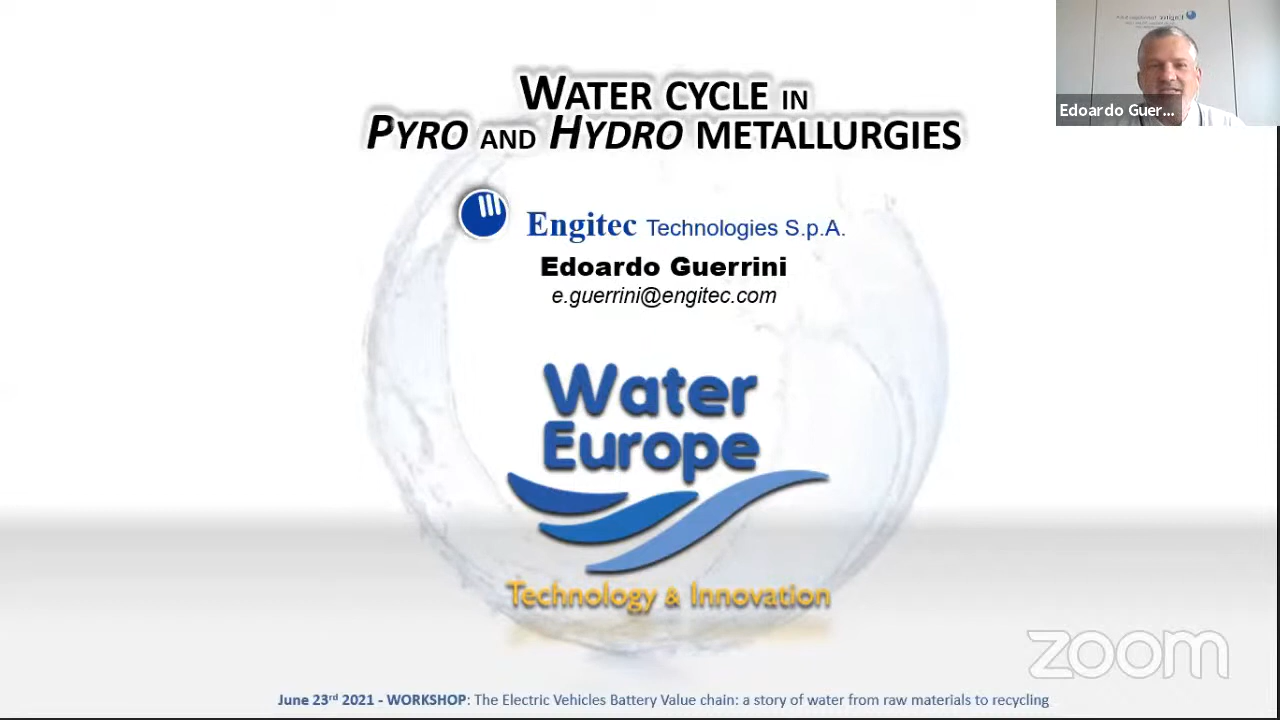 WATER CYCLE IN
PYRO AND HYDRO METALLURGIES
Engitec Technologies S.p.A.
Edoardo Guerrini
e.guerrini@engitec.com
Water
Europe
Technology & Innovation
Edoardo Guer...
zoom
June 23rd 2021 - WORKSHOP: The Electric Vehicles Battery Value chain: a story of water from raw materials to recycling